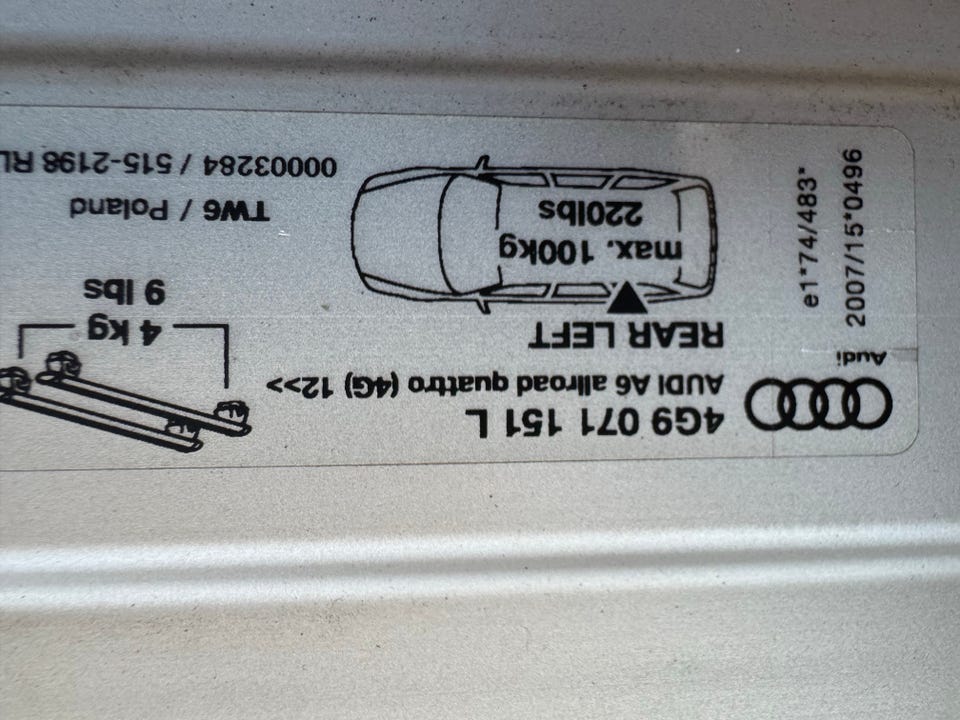 Audi
4G9 071 151 L
AUDI A6 allroad quattro (4G) 12>>
REAR LEFT
max. 100kg
220lbs
4 kg
9 lbs
TW6 / Poland
00003284 / 515-2198 RL
e1*74/483*
2007/15*0496